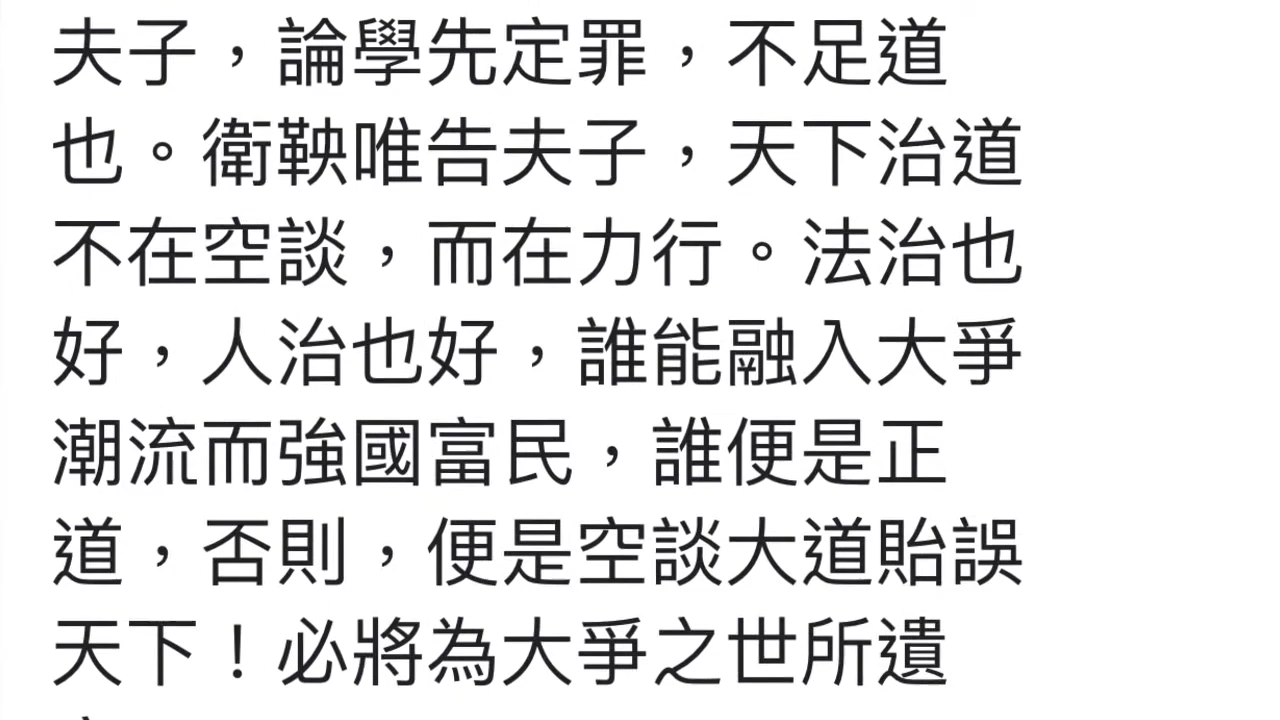 夫子，論學先定罪，不足道
也。衛鞅唯告夫子，天下治道
不在空談，而在力行。法治也
好，人治也好，誰能融入大爭
潮流而強國富民，誰便是正
道，否則，便是空談大道貽誤
天下！必將為大爭之世所遺